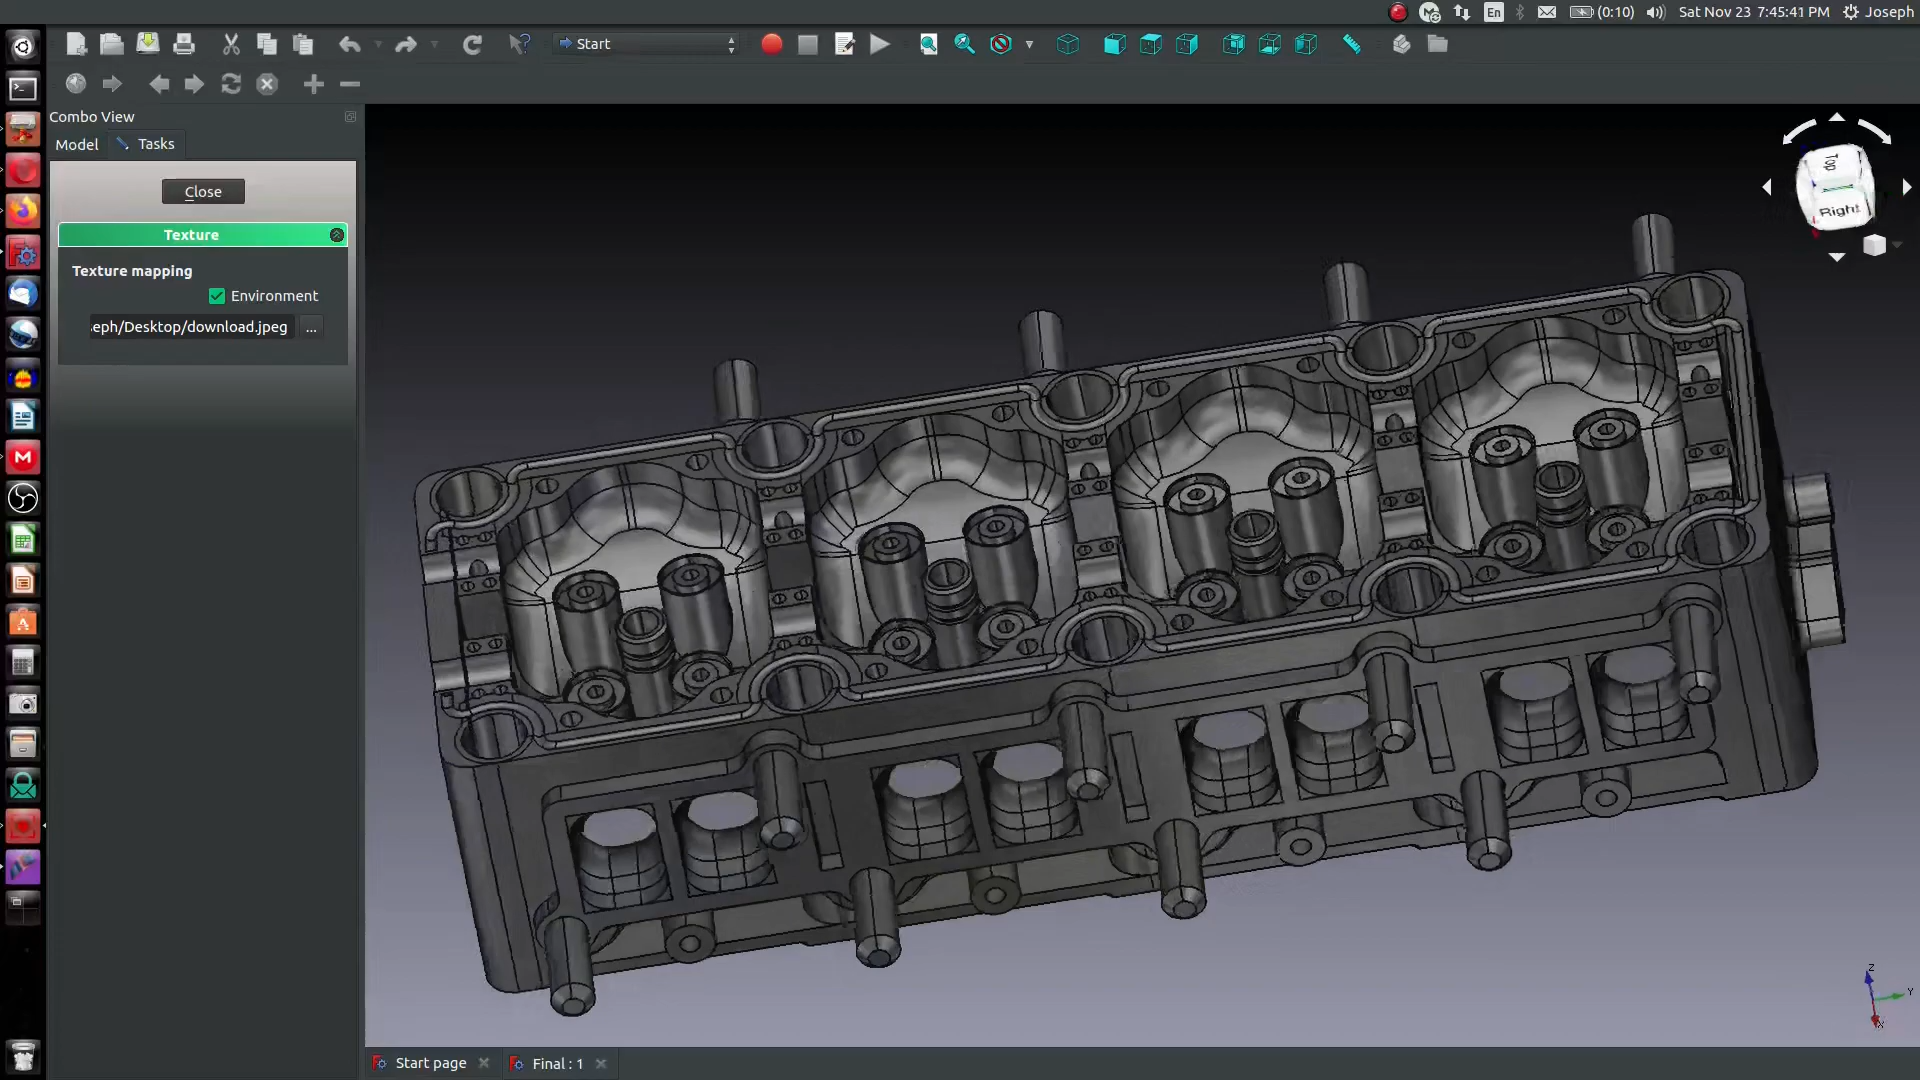 En
(0:10)
Sat Nov 23 7:45:41 PM
Joseph
Start
Combo View
Model
Tasks
Close
Texture
Texture mapping
Environment
eph/Desktop/download.jpeg
...
Top
Right
Z
Y
X
Start page
Final : 1